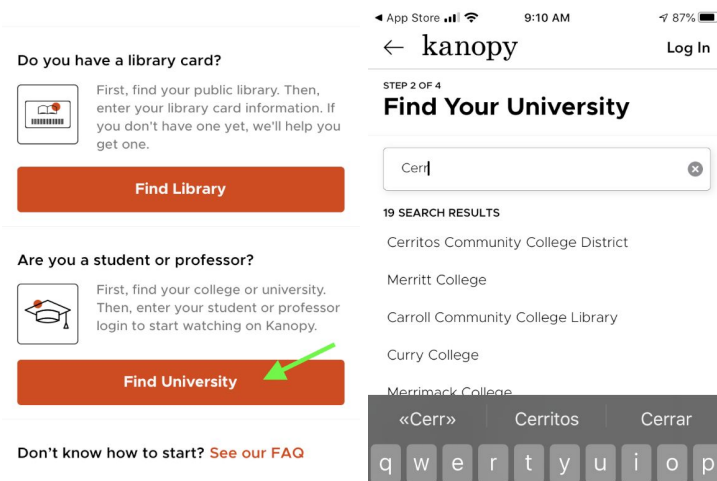 Do you have a library card?
First, find your public library. Then,
enter your library card information. If
you don't have one yet, we'll help you
get one.
Find Library
Are you a student or professor?
First, find your college or university.
Then, enter your student or professor
login to start watching on Kanopy.
Find University
Don't know how to start? See our FAQ
App Store 9:10 AM 87%
kanopy Log In
STEP 2 OF 4
Find Your University
Cerr
19 SEARCH RESULTS
Cerritos Community College District
Merritt College
Carroll Community College Library
Curry College
Merrimack College
«Cerr» Cerritos Cerrar
q w e r t y u i o p